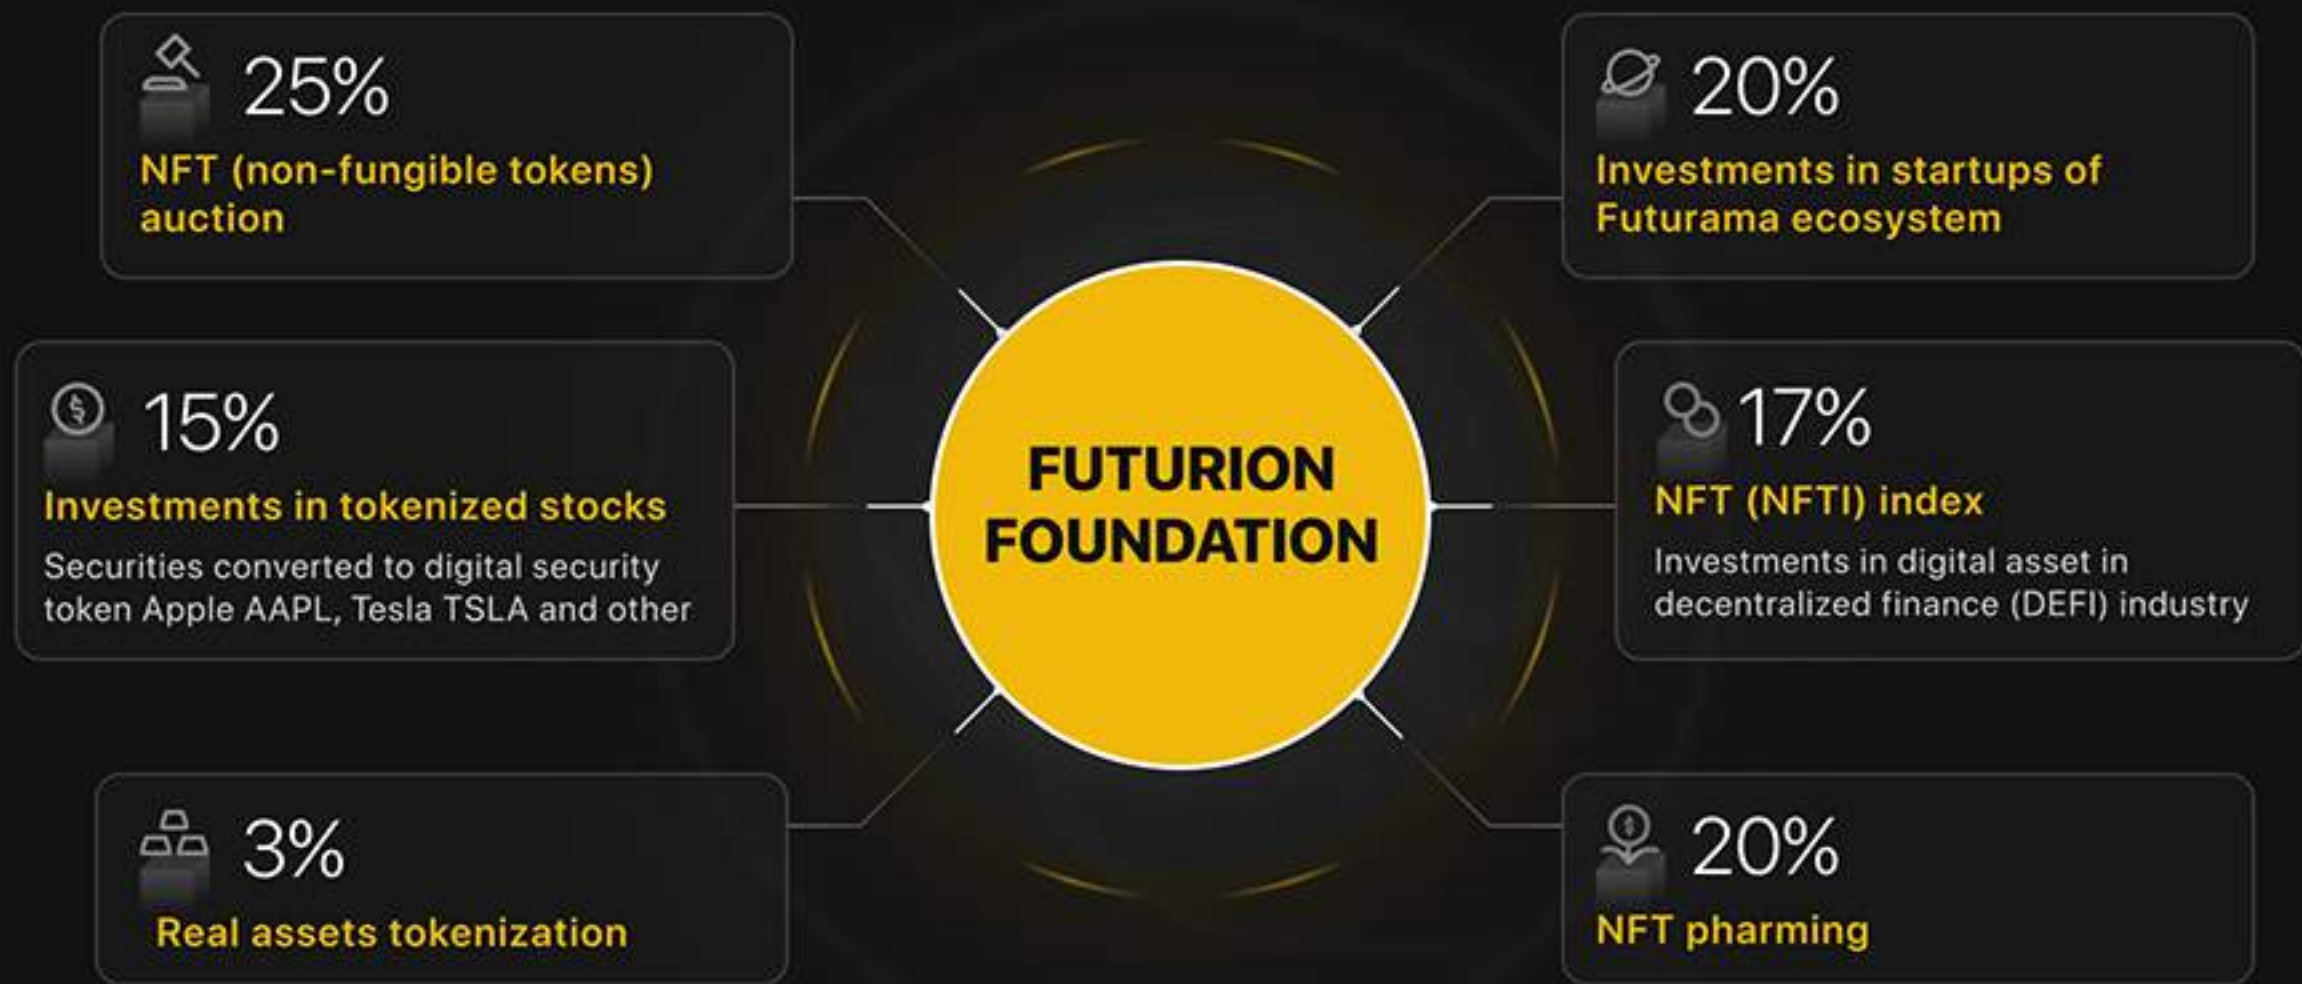 25%
NFT (non-fungible tokens)
auction
20%
Investments in startups of
Futurama ecosystem
15%
Investments in tokenized stocks
Securities converted to digital security
token Apple AAPL, Tesla TSLA and other
FUTURION
FOUNDATION
17%
NFT (NFTI) index
Investments in digital asset in
decentralized finance (DEFI) industry
3%
Real assets tokenization
20%
NFT pharming